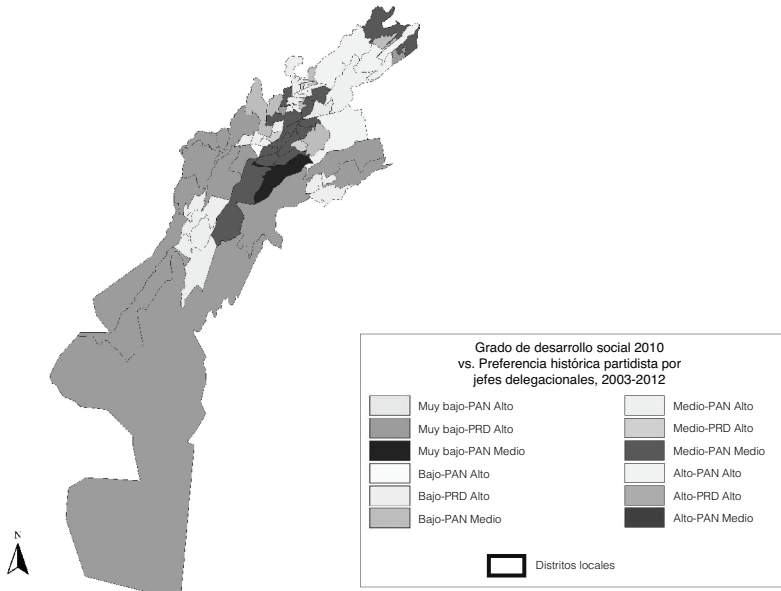 Grado de desarrollo social 2010
vs. Preferencia histórica partidista por
jefes delegacionales, 2003-2012
Muy bajo-PAN Alto
Muy bajo-PRD Alto
Muy bajo-PAN Medio
Bajo-PAN Alto
Bajo-PRD Alto
Bajo-PAN Medio
Medio-PAN Alto
Medio-PRD Alto
Medio-PAN Medio
Alto-PAN Alto
Alto-PRD Alto
Alto-PAN Medio
Distritos locales
N